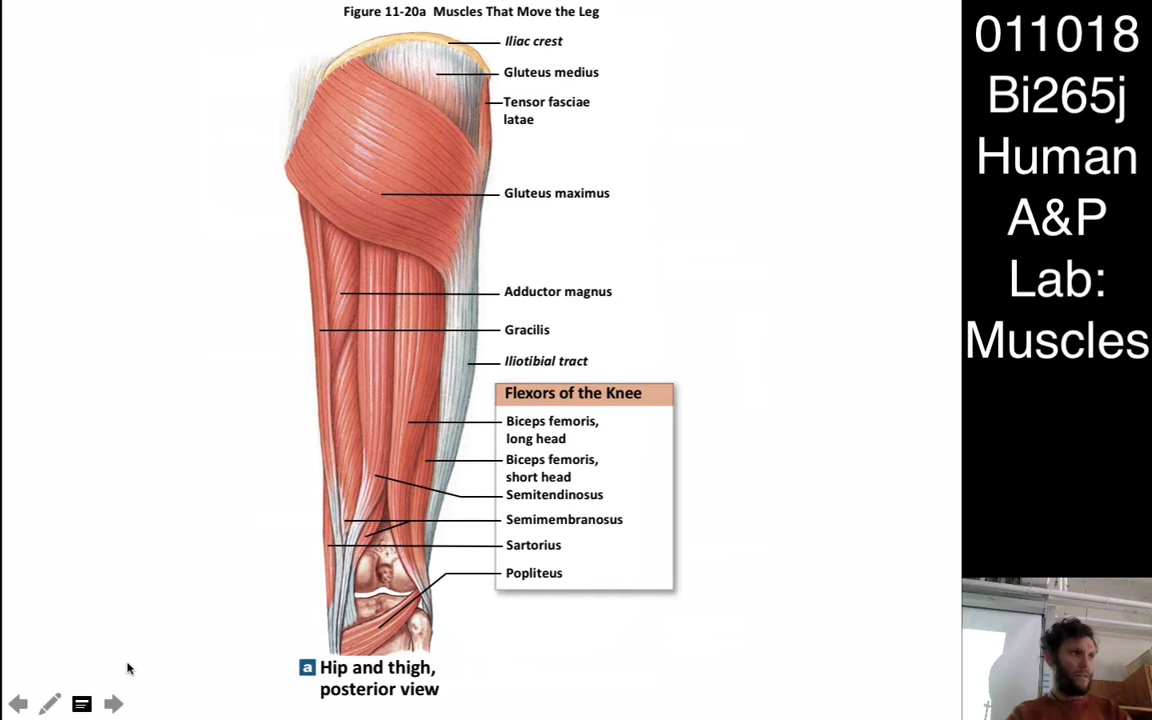 Figure 11-20a  Muscles That Move the Leg
Iliac crest
Gluteus medius
Tensor fasciae
latae
Gluteus maximus
Adductor magnus
Gracilis
Iliotibial tract
Flexors of the Knee
Biceps femoris,
long head
Biceps femoris,
short head
Semitendinosus
Semimembranosus
Sartorius
Popliteus
a Hip and thigh,
posterior view
011018
Bi265j
Human
A&P
Lab:
Muscles